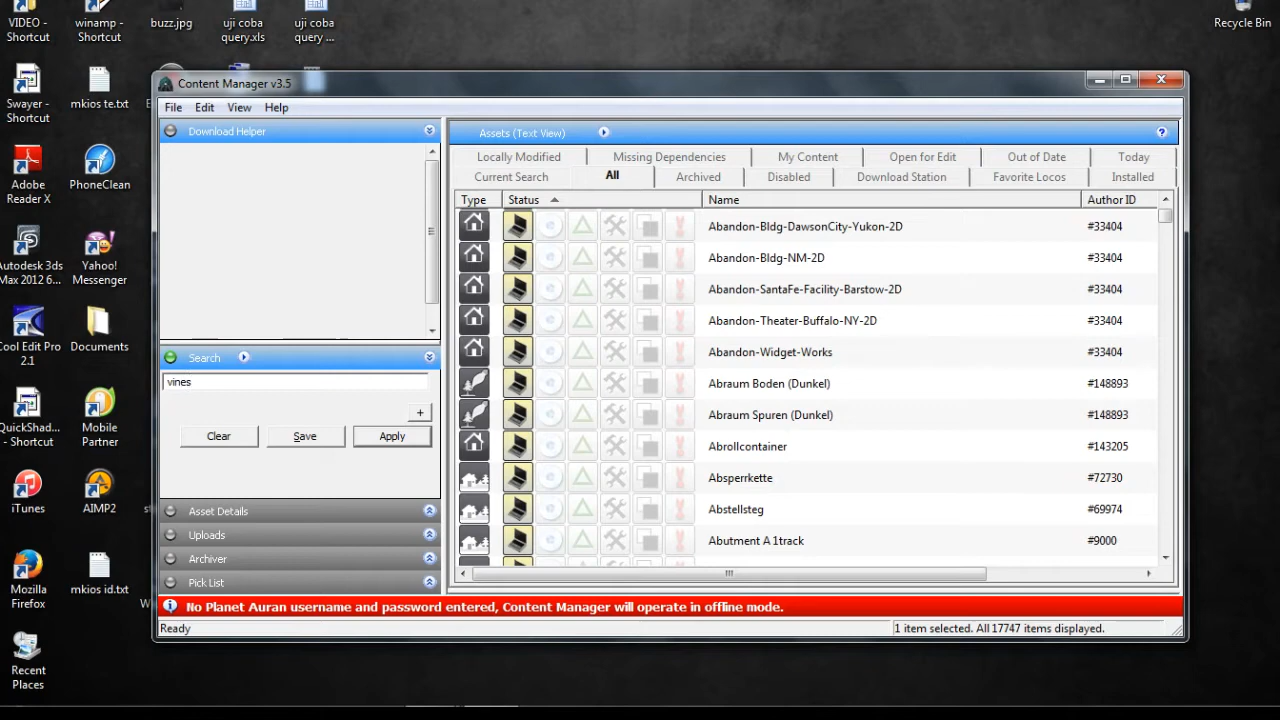 VIDEO -
Shortcut
winamp -
Shortcut
buzz.jpg
uji coba
query.xls
uji coba
query ...
Recycle Bin
Swayer -
Shortcut
mkios te.txt
Adobe
Reader X
PhoneClean
Autodesk 3ds
Max 2012 6...
Yahoo!
Messenger
Cool Edit Pro
2.1
Documents
QuickShad...
- Shortcut
Mobile
Partner
iTunes
AIMP2
Mozilla
Firefox
mkios id.txt
Recent
Places
Content Manager v3.5
File Edit View Help
Download Helper
Search
vines
+
Clear Save Apply
Asset Details
Uploads
Archiver
Pick List
Assets (Text View)
?
Locally Modified Missing Dependencies My Content Open for Edit Out of Date Today
Current Search All Archived Disabled Download Station Favorite Locos Installed
Type Status Name Author ID
Abandon-Bldg-DawsonCity-Yukon-2D #33404
Abandon-Bldg-NM-2D #33404
Abandon-SantaFe-Facility-Barstow-2D #33404
Abandon-Theater-Buffalo-NY-2D #33404
Abandon-Widget-Works #33404
Abraum Boden (Dunkel) #148893
Abraum Spuren (Dunkel) #148893
Abrollcontainer #143205
Absperrkette #72730
Abstellsteg #69974
Abutment A 1track #9000
No Planet Auran username and password entered, Content Manager will operate in offline mode.
Ready 1 item selected. All 17747 items displayed.